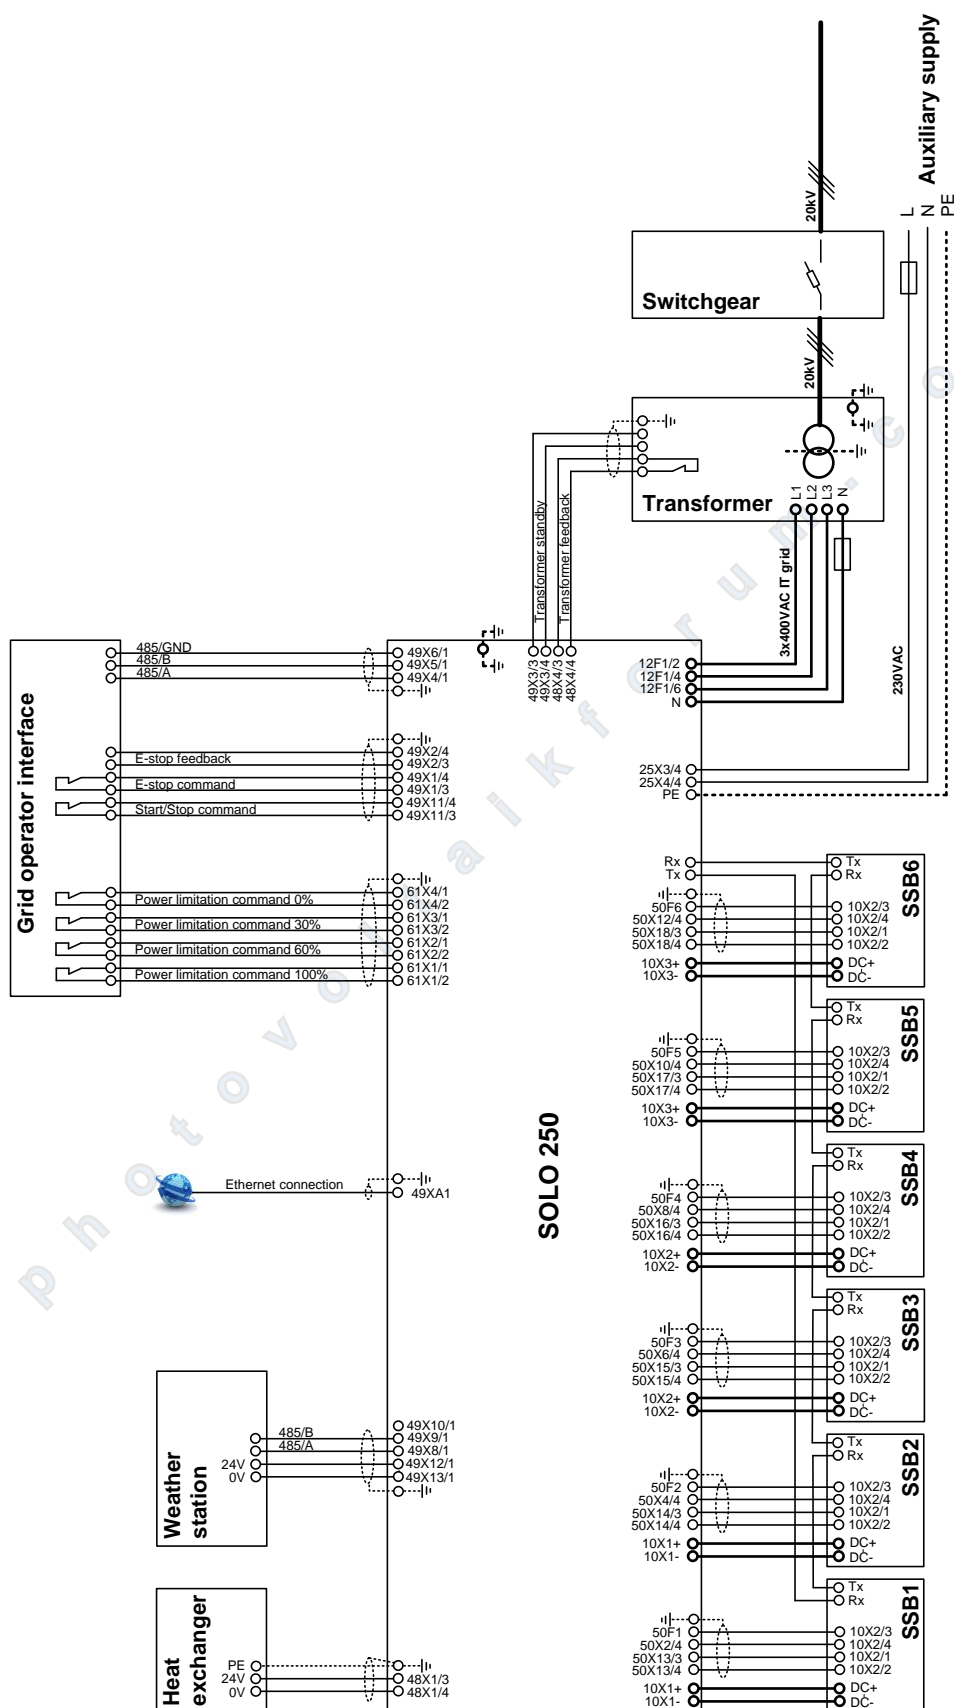 Auxiliary supply
L
N
PE
20kV
Switchgear
20kV
Transformer
L1
L2
L3
N
Transformer standby
Transformer feedback
3x400VAC IT grid
230VAC
Grid operator interface
485/GND
485/B
485/A
49X6/1
49X5/1
49X4/1
49X3/3
49X3/4
48X4/3
48X4/4
12F1/2
12F1/4
12F1/6
N
E-stop feedback
E-stop command
Start/Stop command
49X2/4
49X2/3
49X1/4
49X1/3
49X11/4
49X11/3
25X3/4
25X4/4
PE
Power limitation command 0%
Power limitation command 30%
Power limitation command 60%
Power limitation command 100%
61X4/1
61X4/2
61X3/1
61X3/2
61X2/1
61X2/2
61X1/1
61X1/2
Rx
Tx
50F6
50X12/4
50X18/3
50X18/4
10X3+
10X3-
Tx
Rx
10X2/3
10X2/4
10X2/1
10X2/2
DC+
DC-
SSB6
50F5
50X10/4
50X17/3
50X17/4
10X3+
10X3-
Tx
Rx
10X2/3
10X2/4
10X2/1
10X2/2
DC+
DC-
SSB5
SOLO 250
Ethernet connection
49XA1
50F4
50X8/4
50X16/3
50X16/4
10X2+
10X2-
Tx
Rx
10X2/3
10X2/4
10X2/1
10X2/2
DC+
DC-
SSB4
50F3
50X6/4
50X15/3
50X15/4
10X2+
10X2-
Tx
Rx
10X2/3
10X2/4
10X2/1
10X2/2
DC+
DC-
SSB3
Weather
station
485/B
485/A
24V
0V
49X10/1
49X9/1
49X8/1
49X12/1
49X13/1
50F2
50X4/4
50X14/3
50X14/4
10X1+
10X1-
Tx
Rx
10X2/3
10X2/4
10X2/1
10X2/2
DC+
DC-
SSB2
Heat
exchanger
PE
24V
0V
48X1/3
48X1/4
50F1
50X2/4
50X13/3
50X13/4
10X1+
10X1-
Tx
Rx
10X2/3
10X2/4
10X2/1
10X2/2
DC+
DC-
SSB1